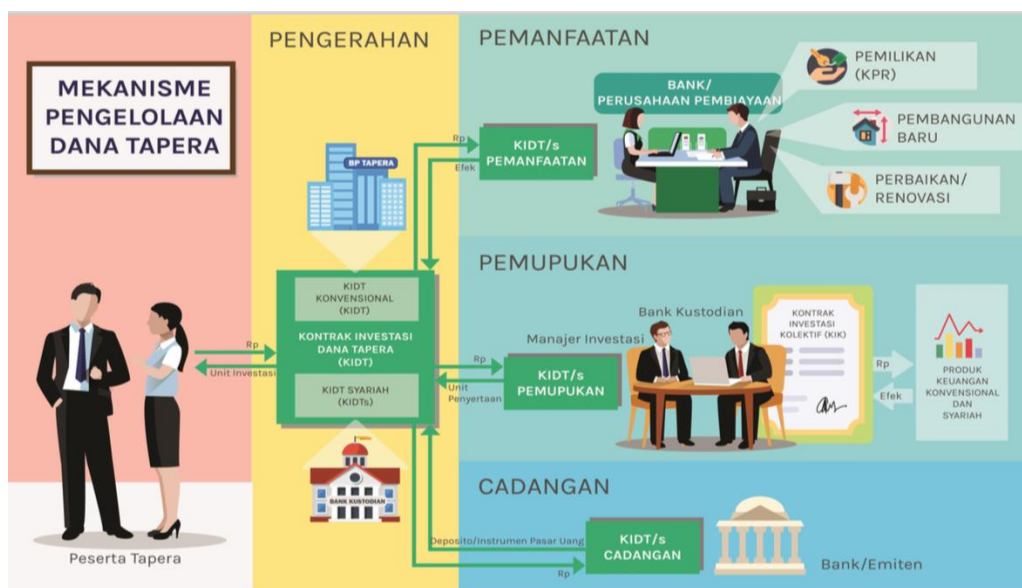 MEKANISME
PENGELOLAAN
DANA TAPERA
Peserta Tapera
PENGERAHAN
BP TAPERA
KIDT
KONVENSIONAL
(KIDT)
KONTRAK INVESTASI
DANA TAPERA
(KIDT)
KIDT SYARIAH
(KIDTs)
BANK KUSTODIAN
Rp
Unit Investasi
Rp
Efek
Rp
Unit
Penyertaan
Deposito/Instrumen Pasar Uang
Rp
PEMANFAATAN
KIDT/s
PEMANFAATAN
BANK/
PERUSAHAAN PEMBIAYAAN
PEMILIKAN
(KPR)
PEMBANGUNAN
BARU
PERBAIKAN/
RENOVASI
PEMUPUKAN
KIDT/s
PEMUPUKAN
Manajer Investasi
Bank Kustodian
KONTRAK
INVESTASI
KOLEKTIF (KIK)
Rp
Efek
PRODUK
KEUANGAN
KONVENSIONAL
DAN
SYARIAH
CADANGAN
KIDT/s
CADANGAN
Bank/Emiten